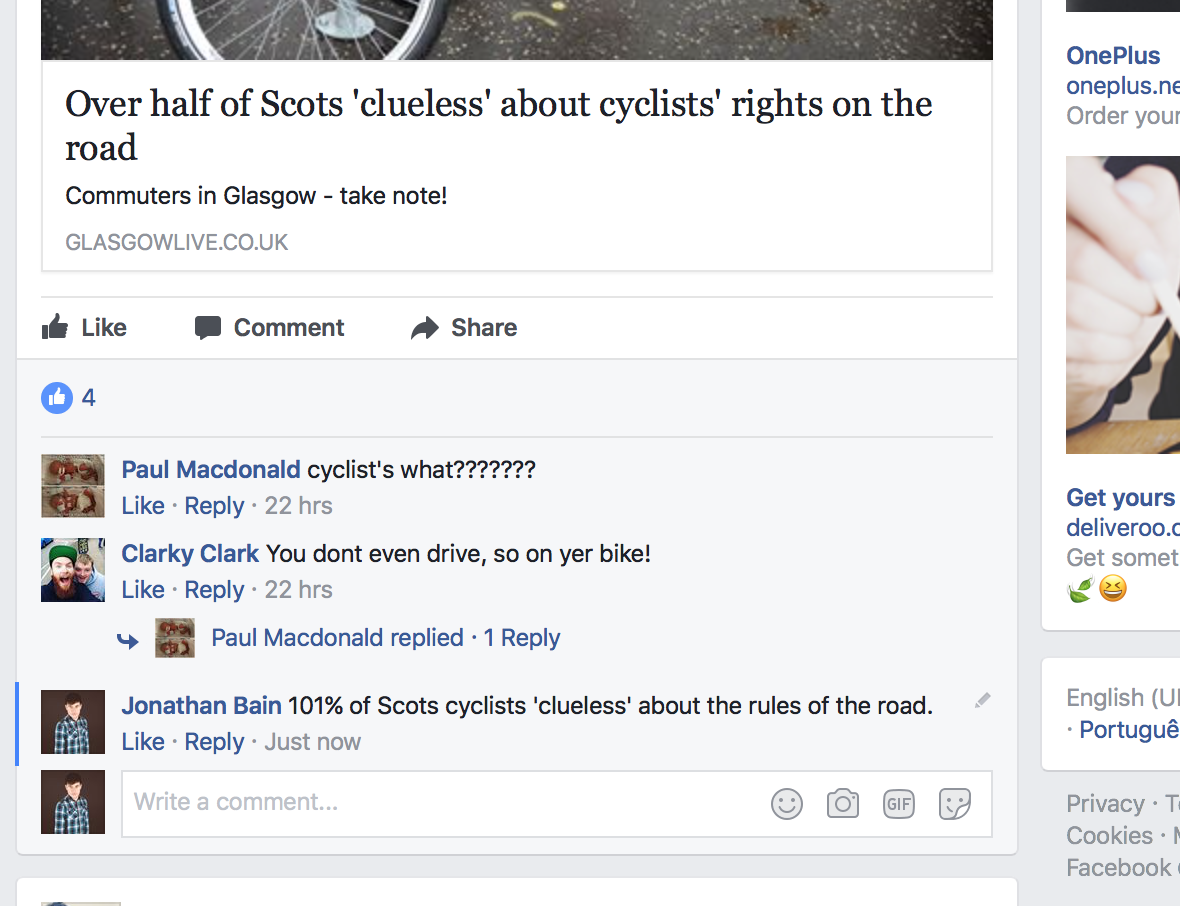 Over half of Scots 'clueless' about cyclists' rights on the
road
Commuters in Glasgow - take note!
GLASGOWLIVE.CO.UK
Like
Comment
Share
4
Paul Macdonald cyclist's what???????
Like · Reply · 22 hrs
Clarky Clark You dont even drive, so on yer bike!
Like · Reply · 22 hrs
Paul Macdonald replied · 1 Reply
Jonathan Bain 101% of Scots cyclists 'clueless' about the rules of the road.
Like · Reply · Just now
Write a comment...
GIF
OnePlus
oneplus.ne
Order your
Get yours
deliveroo.c
Get somet
English (U
· Portuguê
Privacy · T
Cookies ·
Facebook